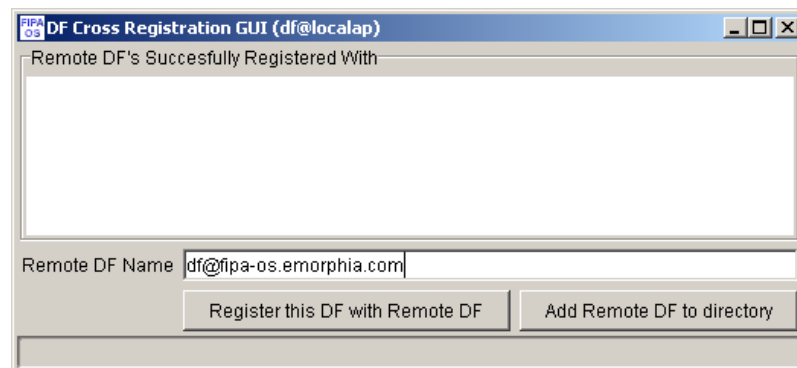 FIPA OS DF Cross Registration GUI (df@localap)
Remote DF's Succesfully Registered With
Remote DF Name df@fipa-os.emorphia.com
Register this DF with Remote DF Add Remote DF to directory